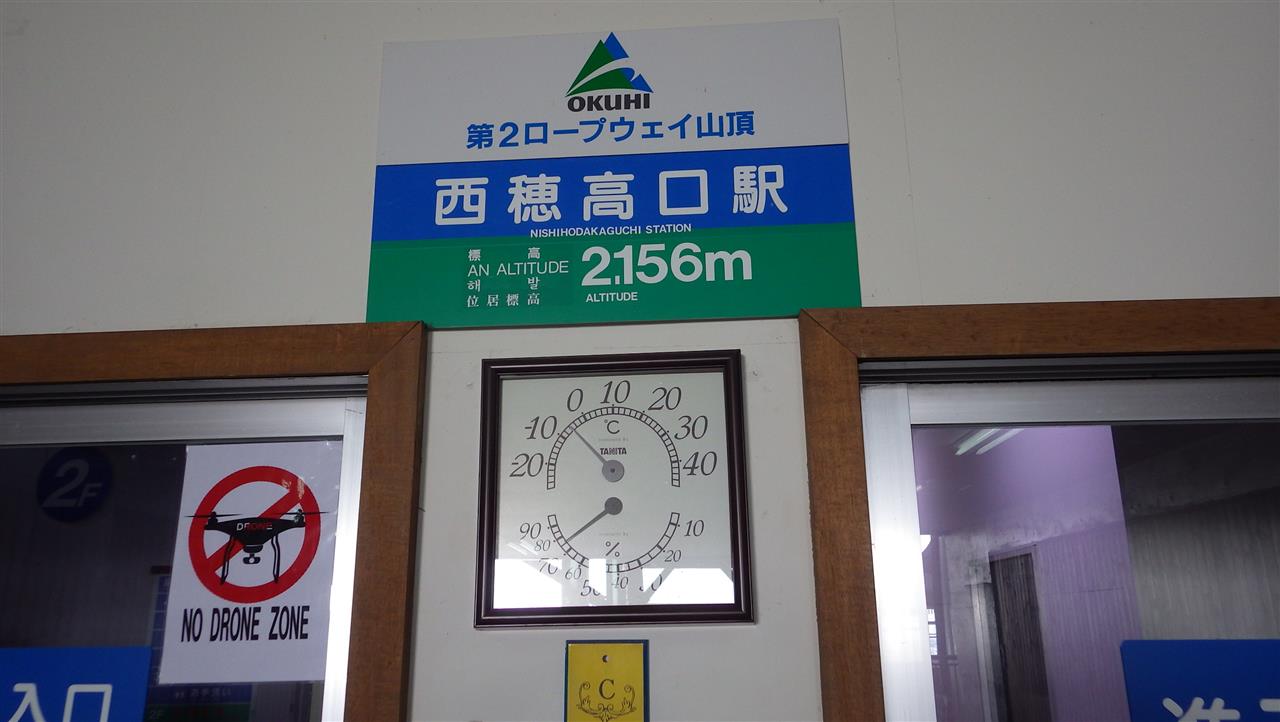 OKUHI
第2ロープウェイ山頂
西穂高口駅
NISHIHODAKAGUCHI STATION
標高
AN ALTITUDE
해발
位居標高
2,156m
ALTITUDE
-20 -10 0 10 20 30 40
℃
TANITA
90 80 70 60 50 40 30 20 10
%
2F
DRONE
NO DRONE ZONE
入口
C